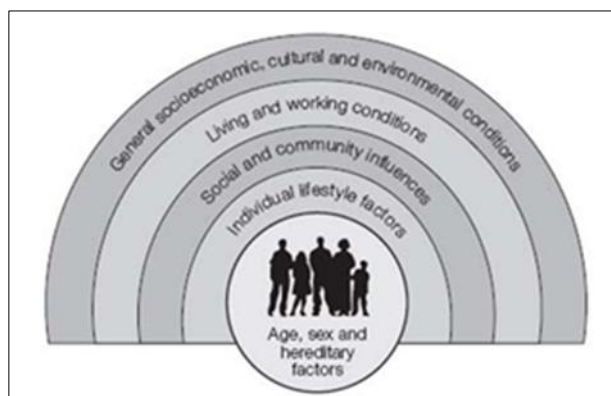 General socioeconomic, cultural and environmental conditions
Living and working conditions
Social and community influences
Individual lifestyle factors
Age, sex and
hereditary
factors